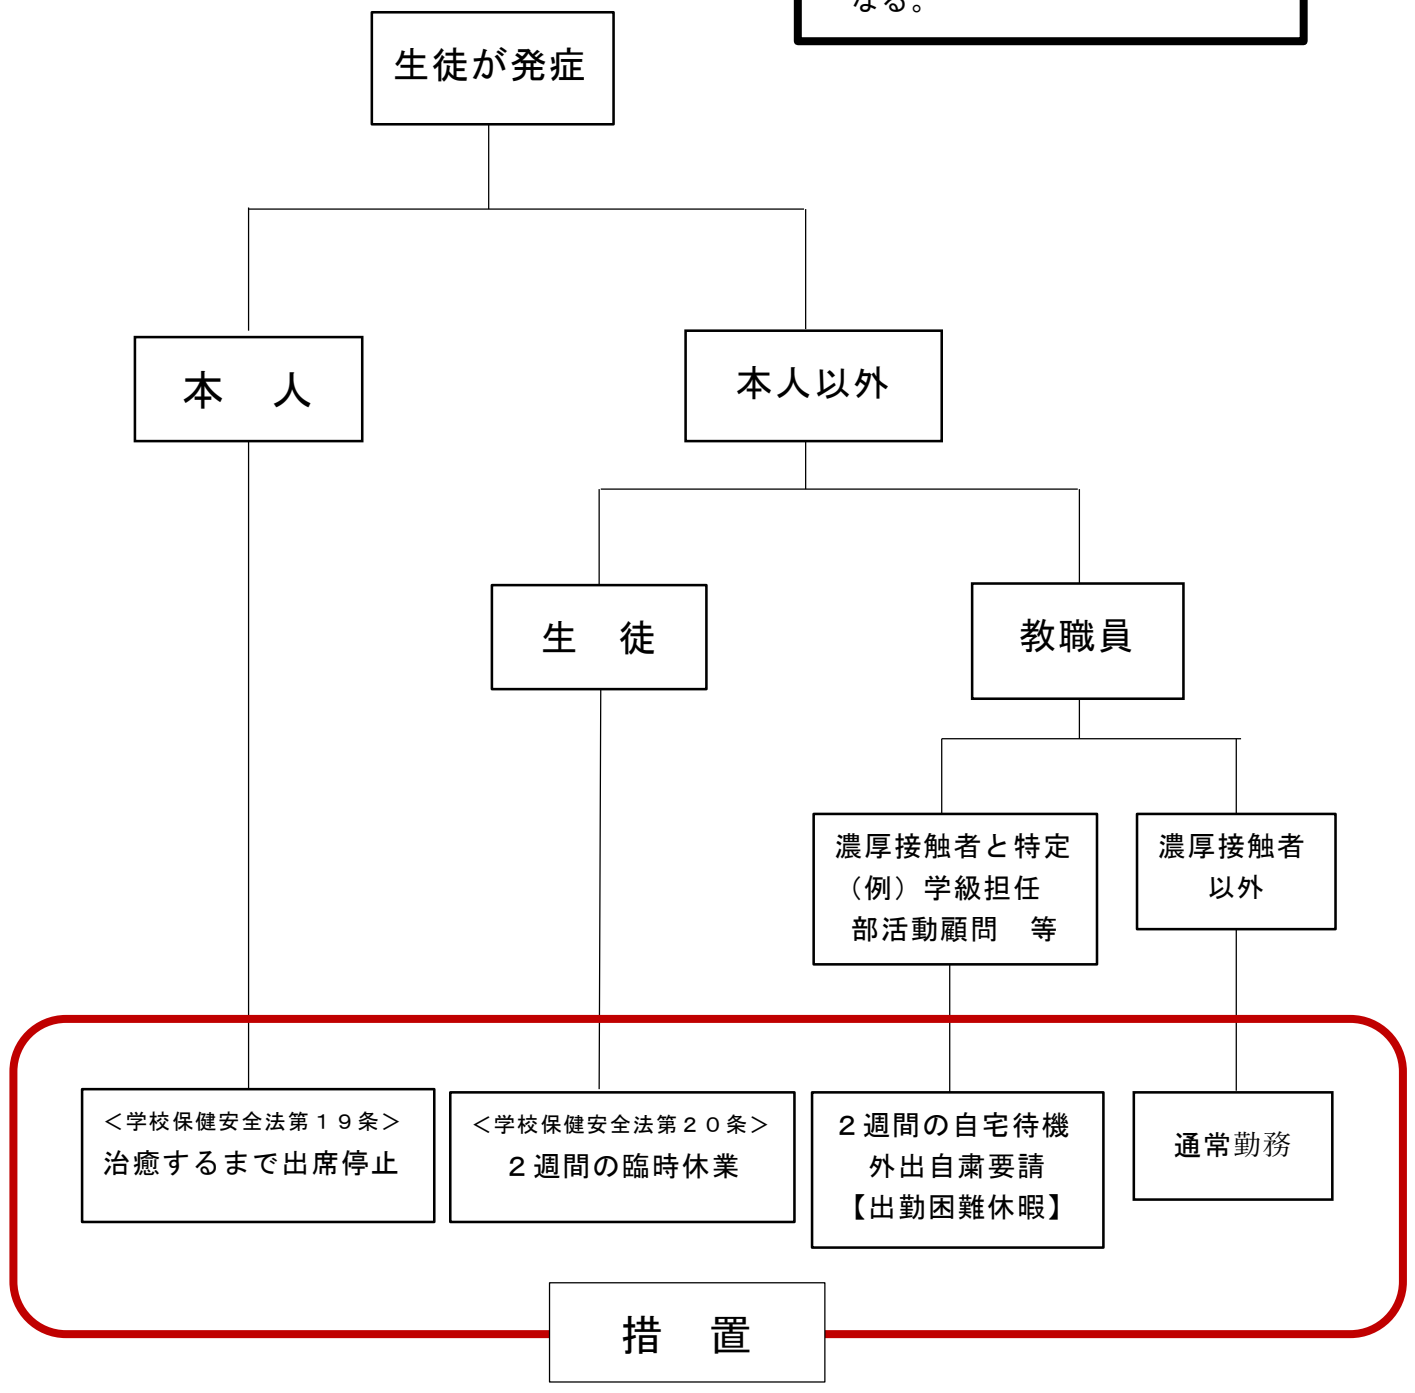 なる。
生徒が発症
本　人
本人以外
生　徒
教職員
濃厚接触者と特定
（例）学級担任
部活動顧問　等
濃厚接触者
以外
＜学校保健安全法第１９条＞
治癒するまで出席停止
＜学校保健安全法第２０条＞
２週間の臨時休業
２週間の自宅待機
外出自粛要請
【出勤困難休暇】
通常勤務
措　置